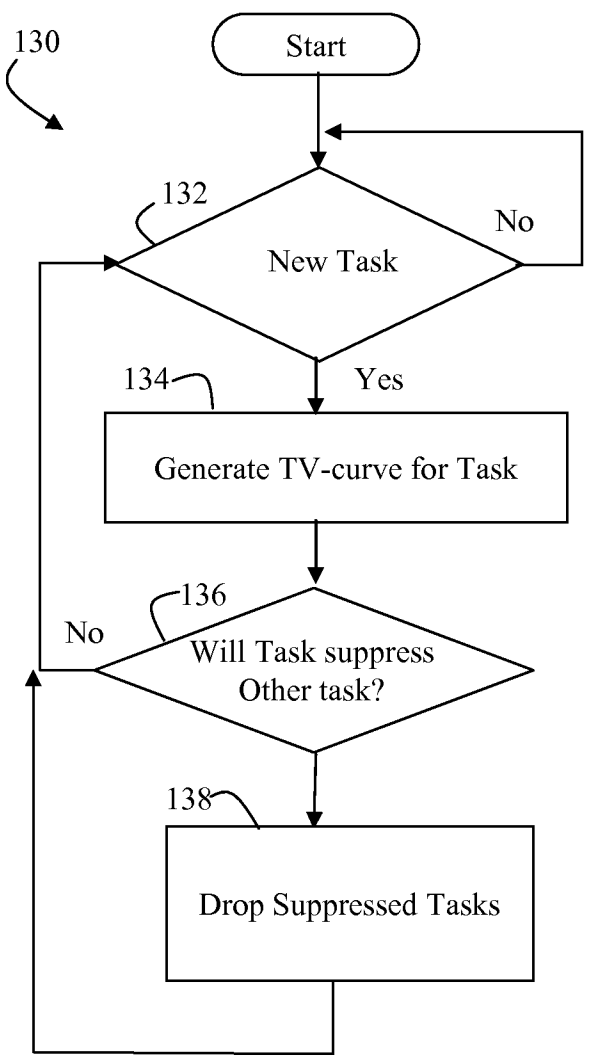 130
Start
132
No
New Task
134
Yes
Generate TV-curve for Task
136
No
Will Task suppress
Other task?
138
Drop Suppressed Tasks